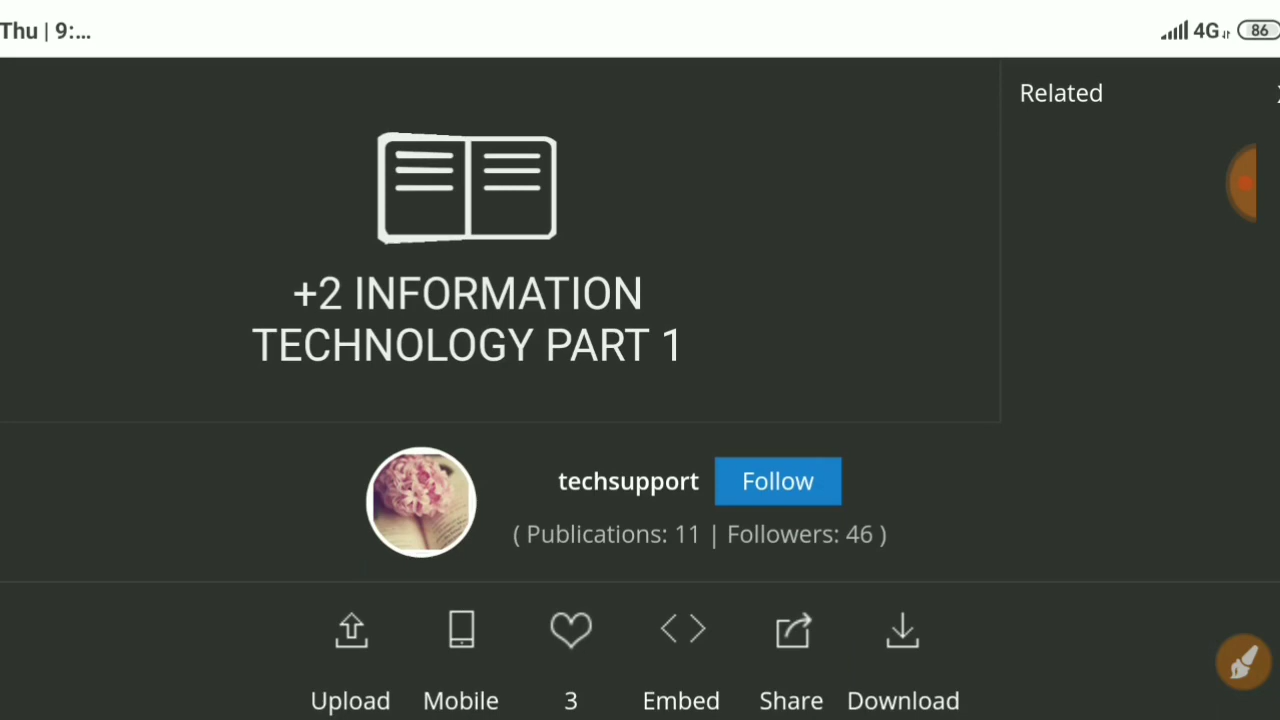 Thu | 9:...
4G
86
Related
+2 INFORMATION
TECHNOLOGY PART 1
techsupport
Follow
( Publications: 11 | Followers: 46 )
Upload Mobile 3 Embed Share Download